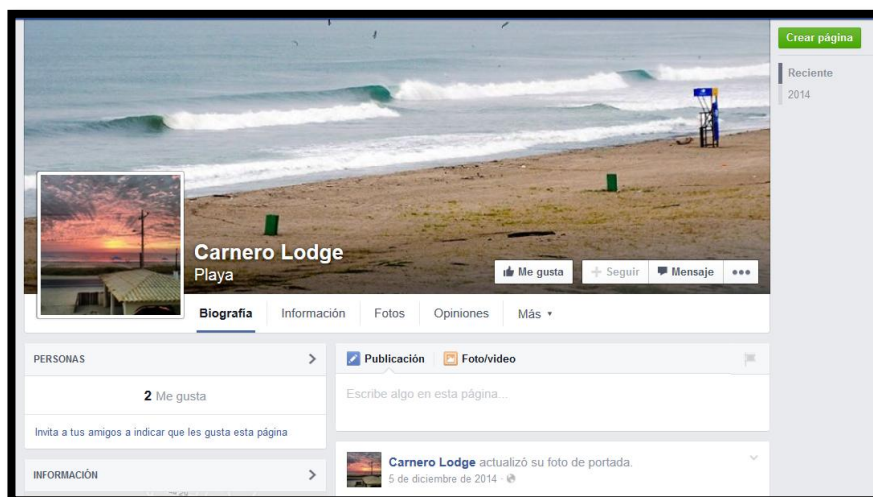 Crear página
Reciente
2014
Carnero Lodge
Playa
Me gusta
Seguir
Mensaje
Biografía
Información
Fotos
Opiniones
Más
PERSONAS
2 Me gusta
Invita a tus amigos a indicar que les gusta esta página
INFORMACIÓN
Publicación
Foto/video
Escribe algo en esta página...
Carnero Lodge actualizó su foto de portada.
5 de diciembre de 2014